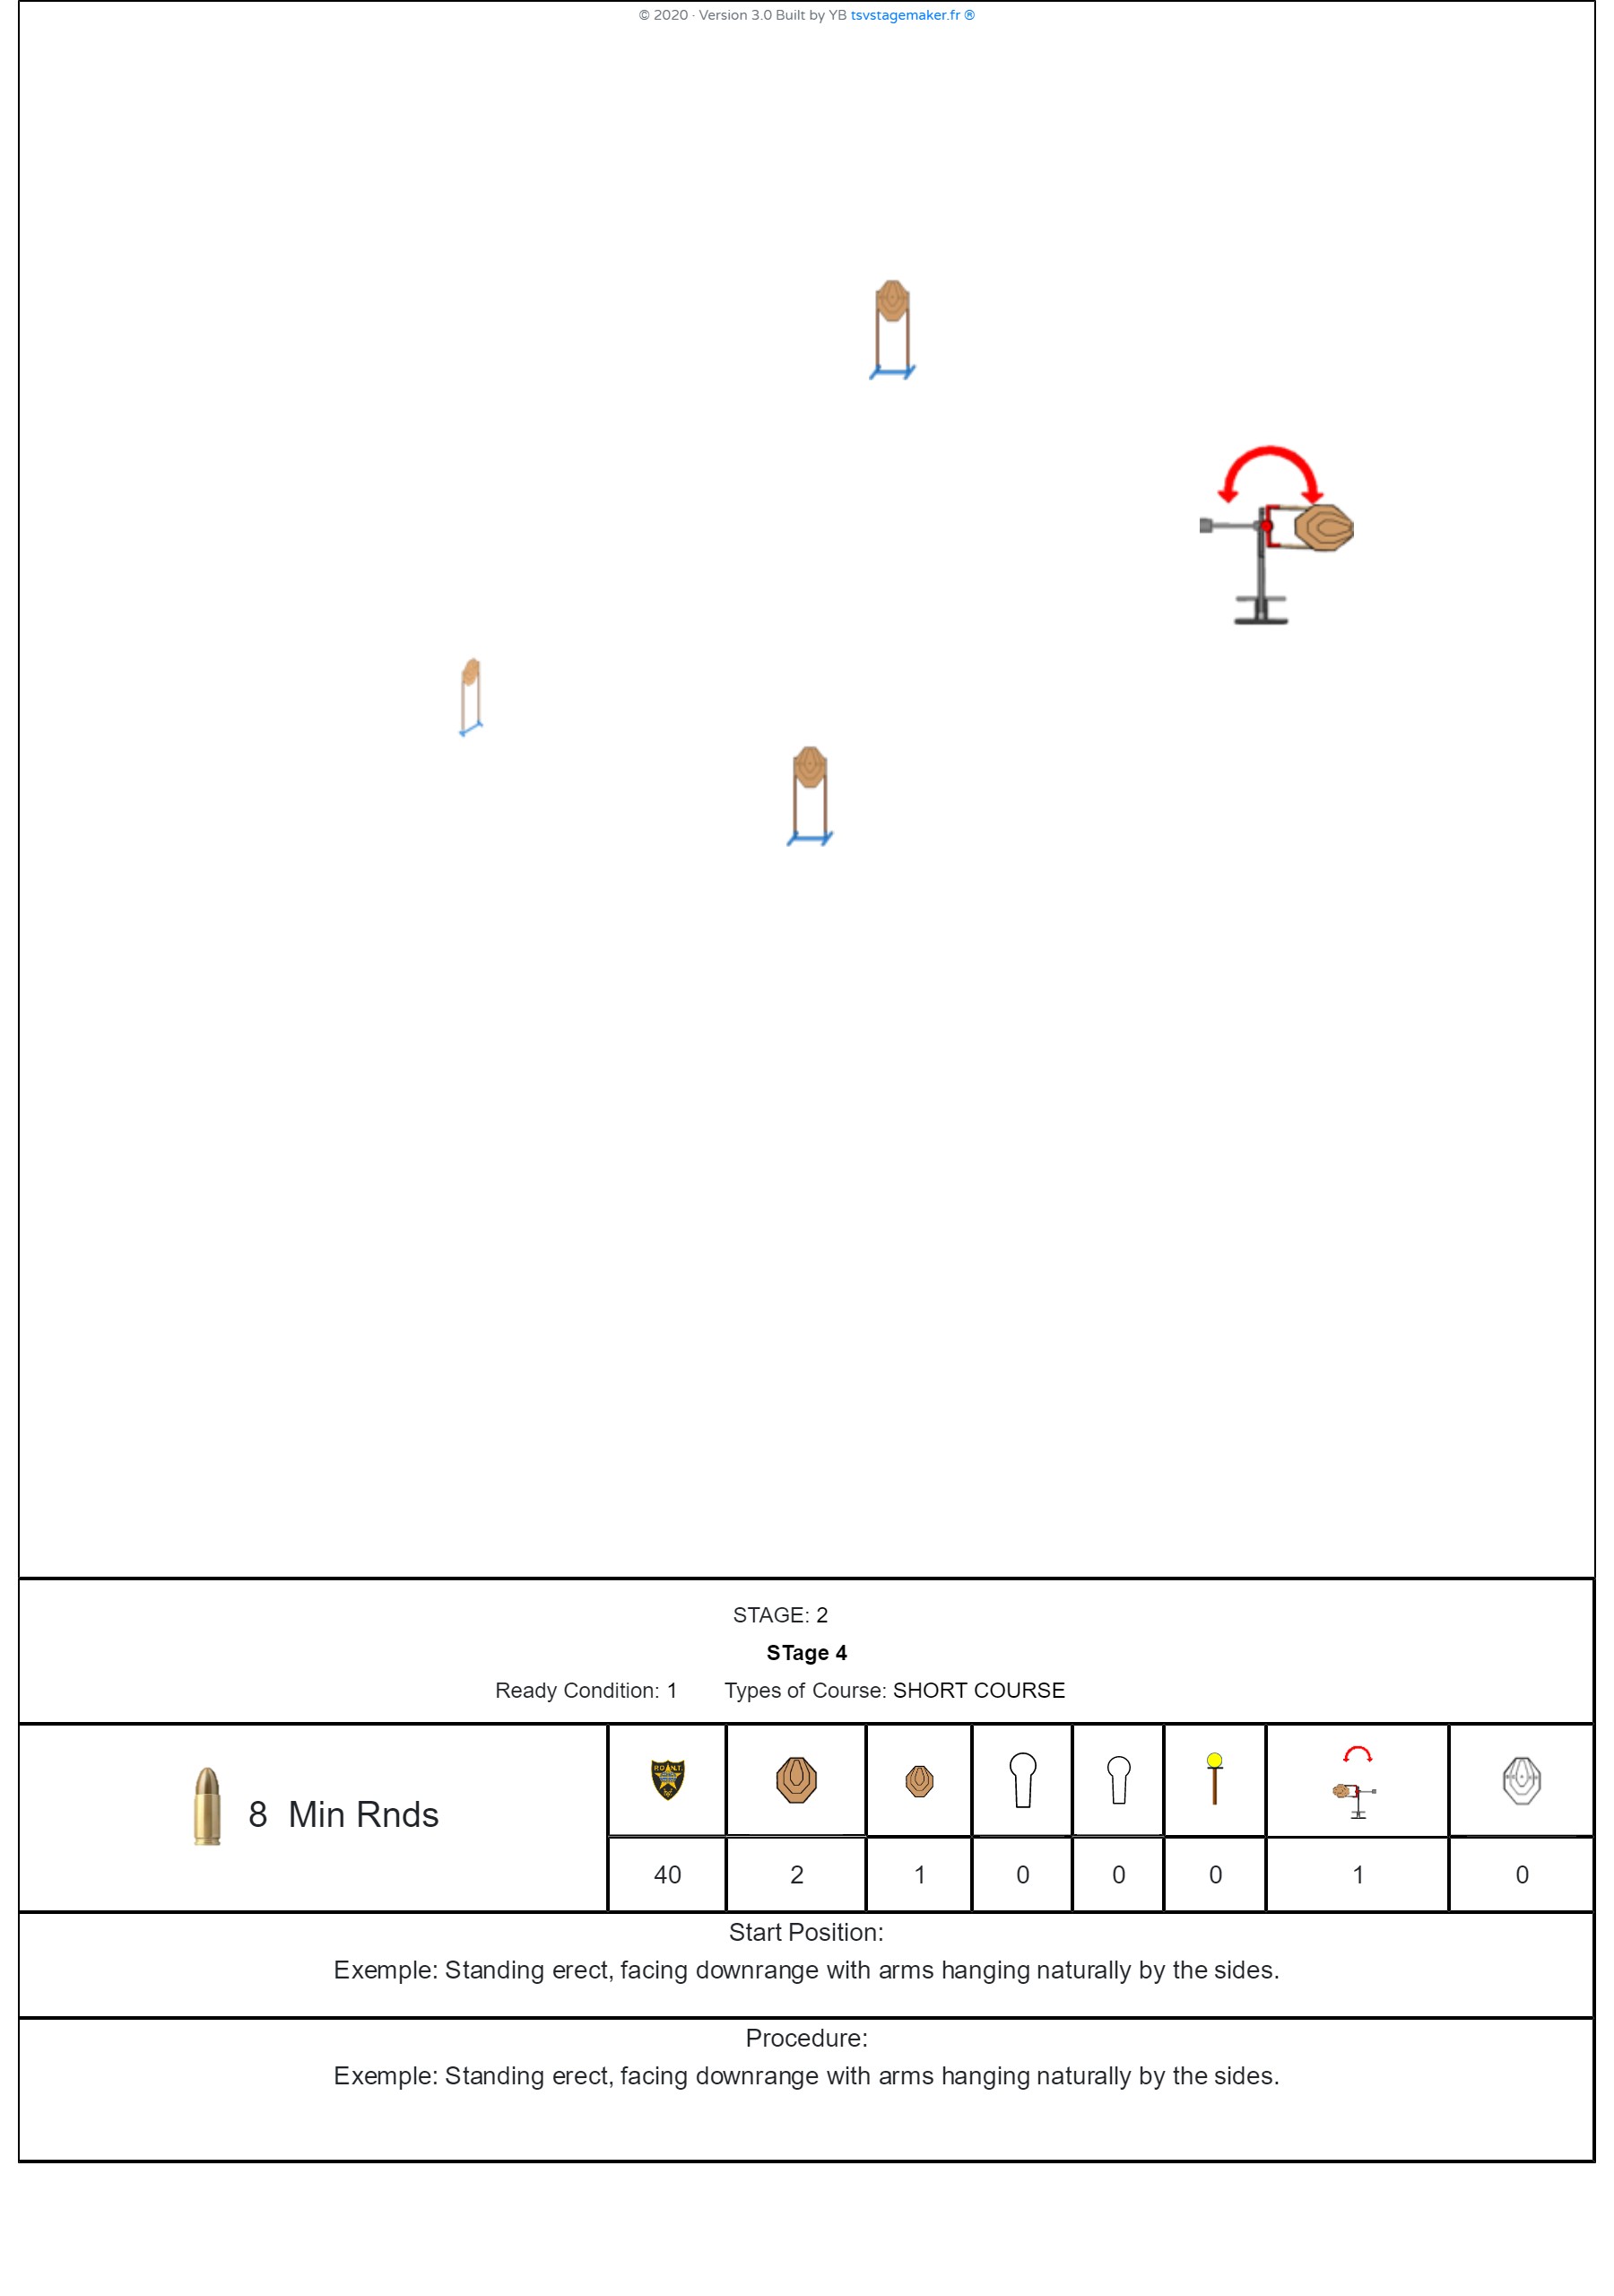 © 2020 · Version 3.0 Built by YB tsvstagemaker.fr ®
STAGE: 2
STage 4
Ready Condition: 1 Types of Course: SHORT COURSE
8 Min Rnds
40 2 1 0 0 0 1 0
Start Position:
Exemple: Standing erect, facing downrange with arms hanging naturally by the sides.
Procedure:
Exemple: Standing erect, facing downrange with arms hanging naturally by the sides.